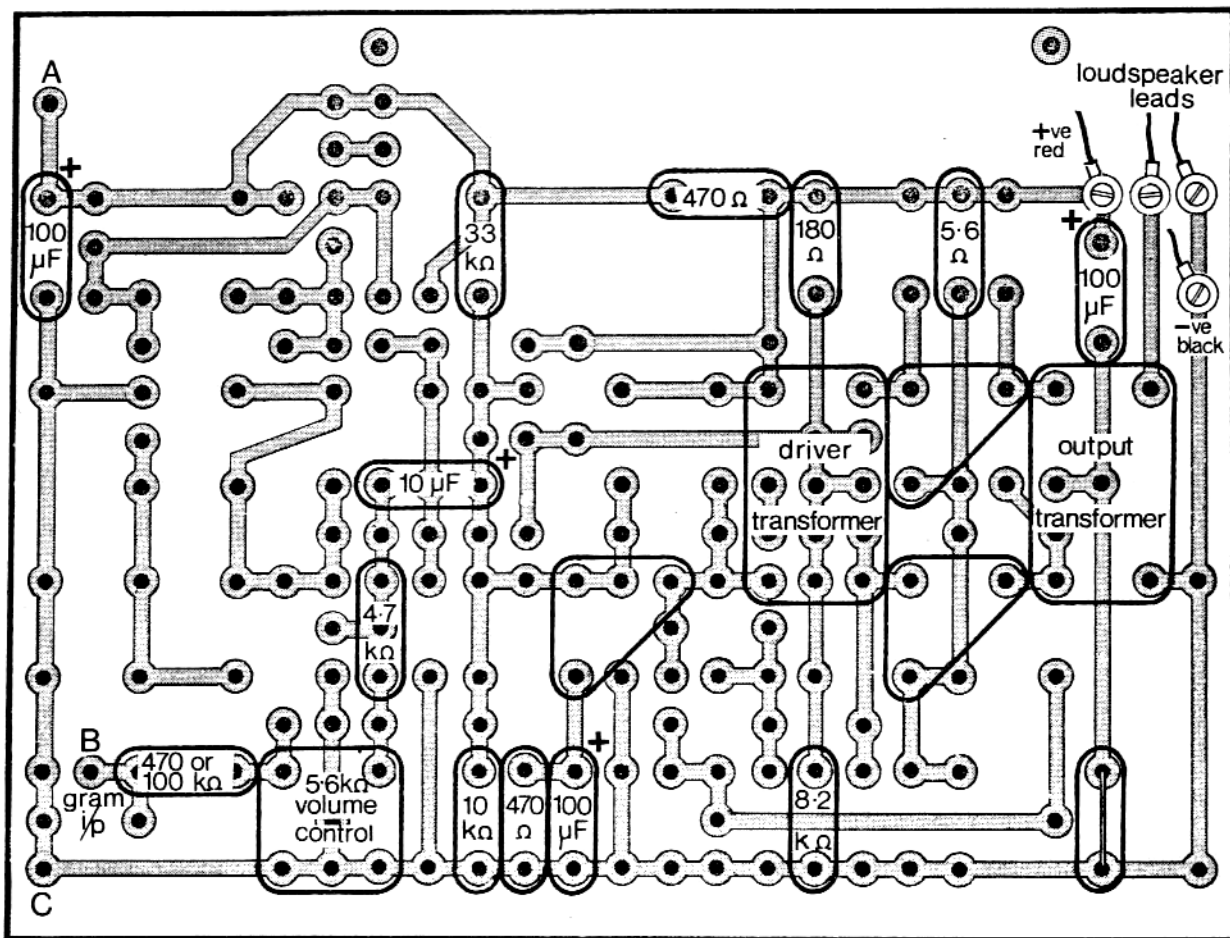 A
loudspeaker
leads
+ve
red
+
100
µF
33
kΩ
470 Ω
180
Ω
5·6
Ω
+
100
µF
−ve
black
10 µF
+
driver
transformer
output
transformer
4·7
kΩ
B
470 or
100 kΩ
gram
i/p
5·6kΩ
volume
control
10
kΩ
470
Ω
+
100
µF
8·2
kΩ
C